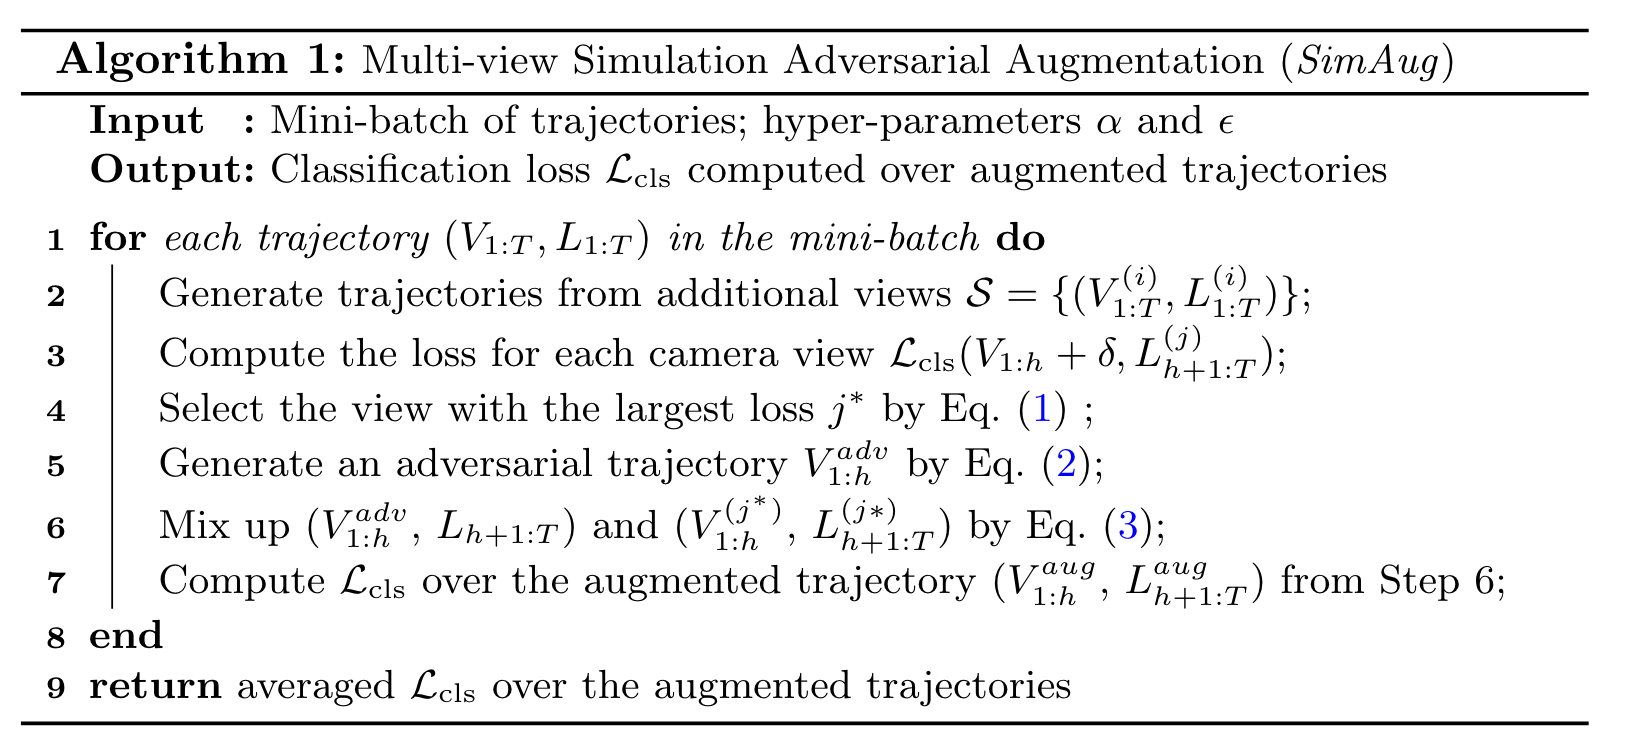 Algorithm 1: Multi-view Simulation Adversarial Augmentation (SimAug)
Input : Mini-batch of trajectories; hyper-parameters α and ϵ
Output: Classification loss $\mathcal{L}_{\text{cls}}$ computed over augmented trajectories
1 for each trajectory $(V_{1:T}, L_{1:T})$ in the mini-batch do
2 Generate trajectories from additional views $\mathcal{S} = \{(V_{1:T}^{(i)}, L_{1:T}^{(i)})\}$;
3 Compute the loss for each camera view $\mathcal{L}_{\text{cls}}(V_{1:h} + \delta, L_{h+1:T}^{(j)})$;
4 Select the view with the largest loss $j^*$ by Eq. (1) ;
5 Generate an adversarial trajectory $V_{1:h}^{adv}$ by Eq. (2);
6 Mix up $(V_{1:h}^{adv}, L_{h+1:T})$ and $(V_{1:h}^{(j^*)}, L_{h+1:T}^{(j*)})$ by Eq. (3);
7 Compute $\mathcal{L}_{\text{cls}}$ over the augmented trajectory $(V_{1:h}^{aug}, L_{h+1:T}^{aug})$ from Step 6;
8 end
9 return averaged $\mathcal{L}_{\text{cls}}$ over the augmented trajectories